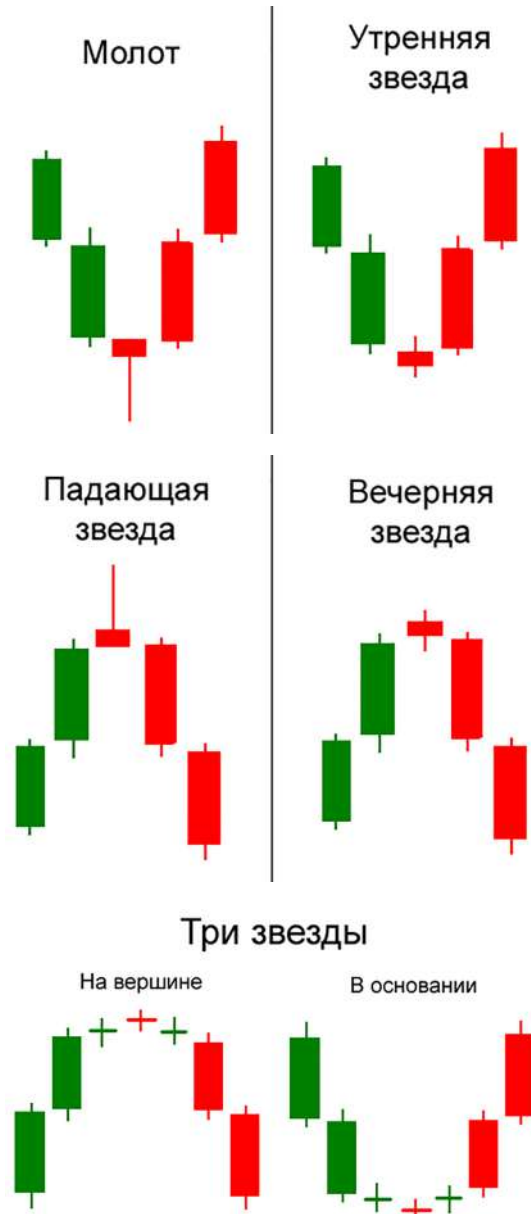 Молот
Утренняя
звезда
Падающая
звезда
Вечерняя
звезда
Три звезды
На вершине
В основании